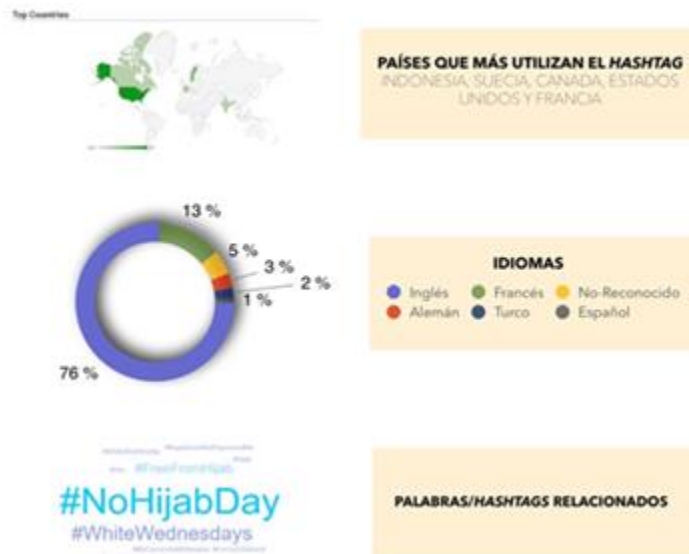 Top Countries
PAÍSES QUE MÁS UTILIZAN EL HASHTAG
INDONESIA, SUECIA, CANADA, ESTADOS
UNIDOS Y FRANCIA
13 %
5 %
3 %
2 %
1 %
76 %
IDIOMAS
Inglés Francés No-Reconocido
Alemán Turco Español
#FreeFromHijab
#NoHijabDay
#WhiteWednesdays
PALABRAS/HASHTAGS RELACIONADOS